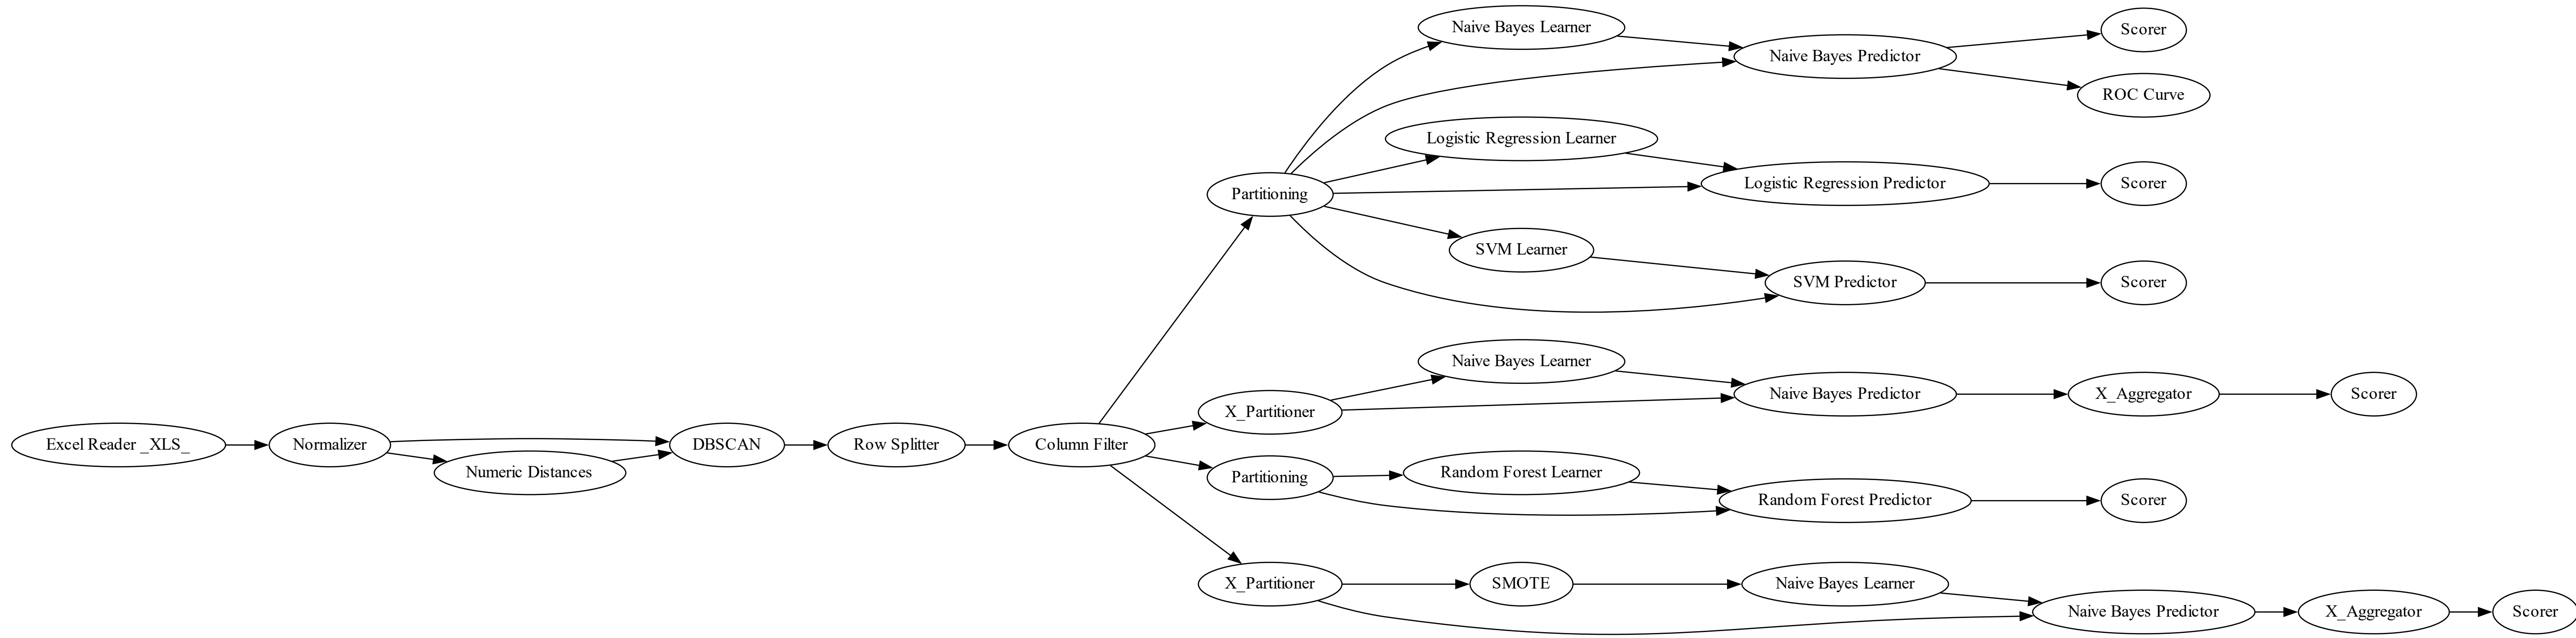 Naive Bayes Learner
Naive Bayes Predictor
Scorer
ROC Curve
Logistic Regression Learner
Logistic Regression Predictor
Scorer
Partitioning
SVM Learner
SVM Predictor
Scorer
Naive Bayes Learner
Naive Bayes Predictor
X_Aggregator
Scorer
X_Partitioner
Excel Reader _XLS_
Normalizer
Numeric Distances
DBSCAN
Row Splitter
Column Filter
Partitioning
Random Forest Learner
Random Forest Predictor
Scorer
X_Partitioner
SMOTE
Naive Bayes Learner
Naive Bayes Predictor
X_Aggregator
Scorer